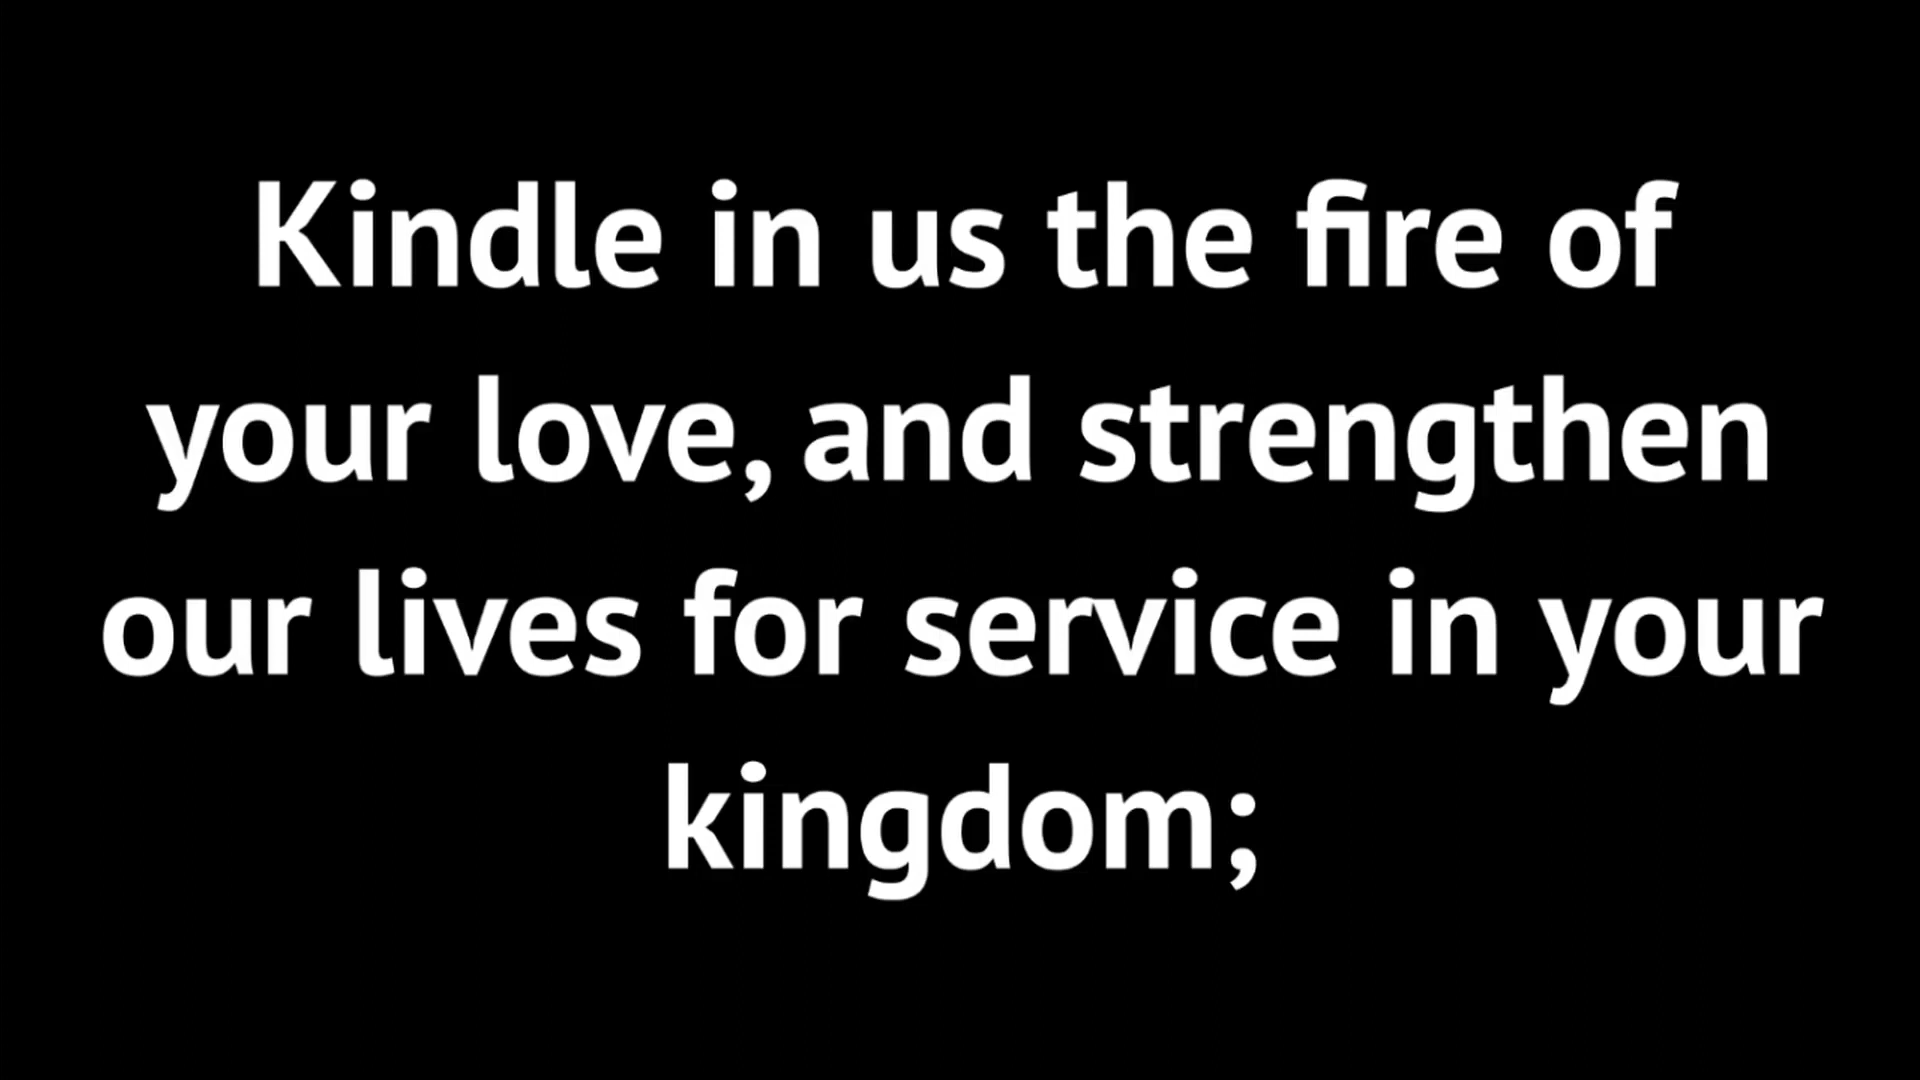 Kindle in us the fire of
your love, and strengthen
our lives for service in your
kingdom;